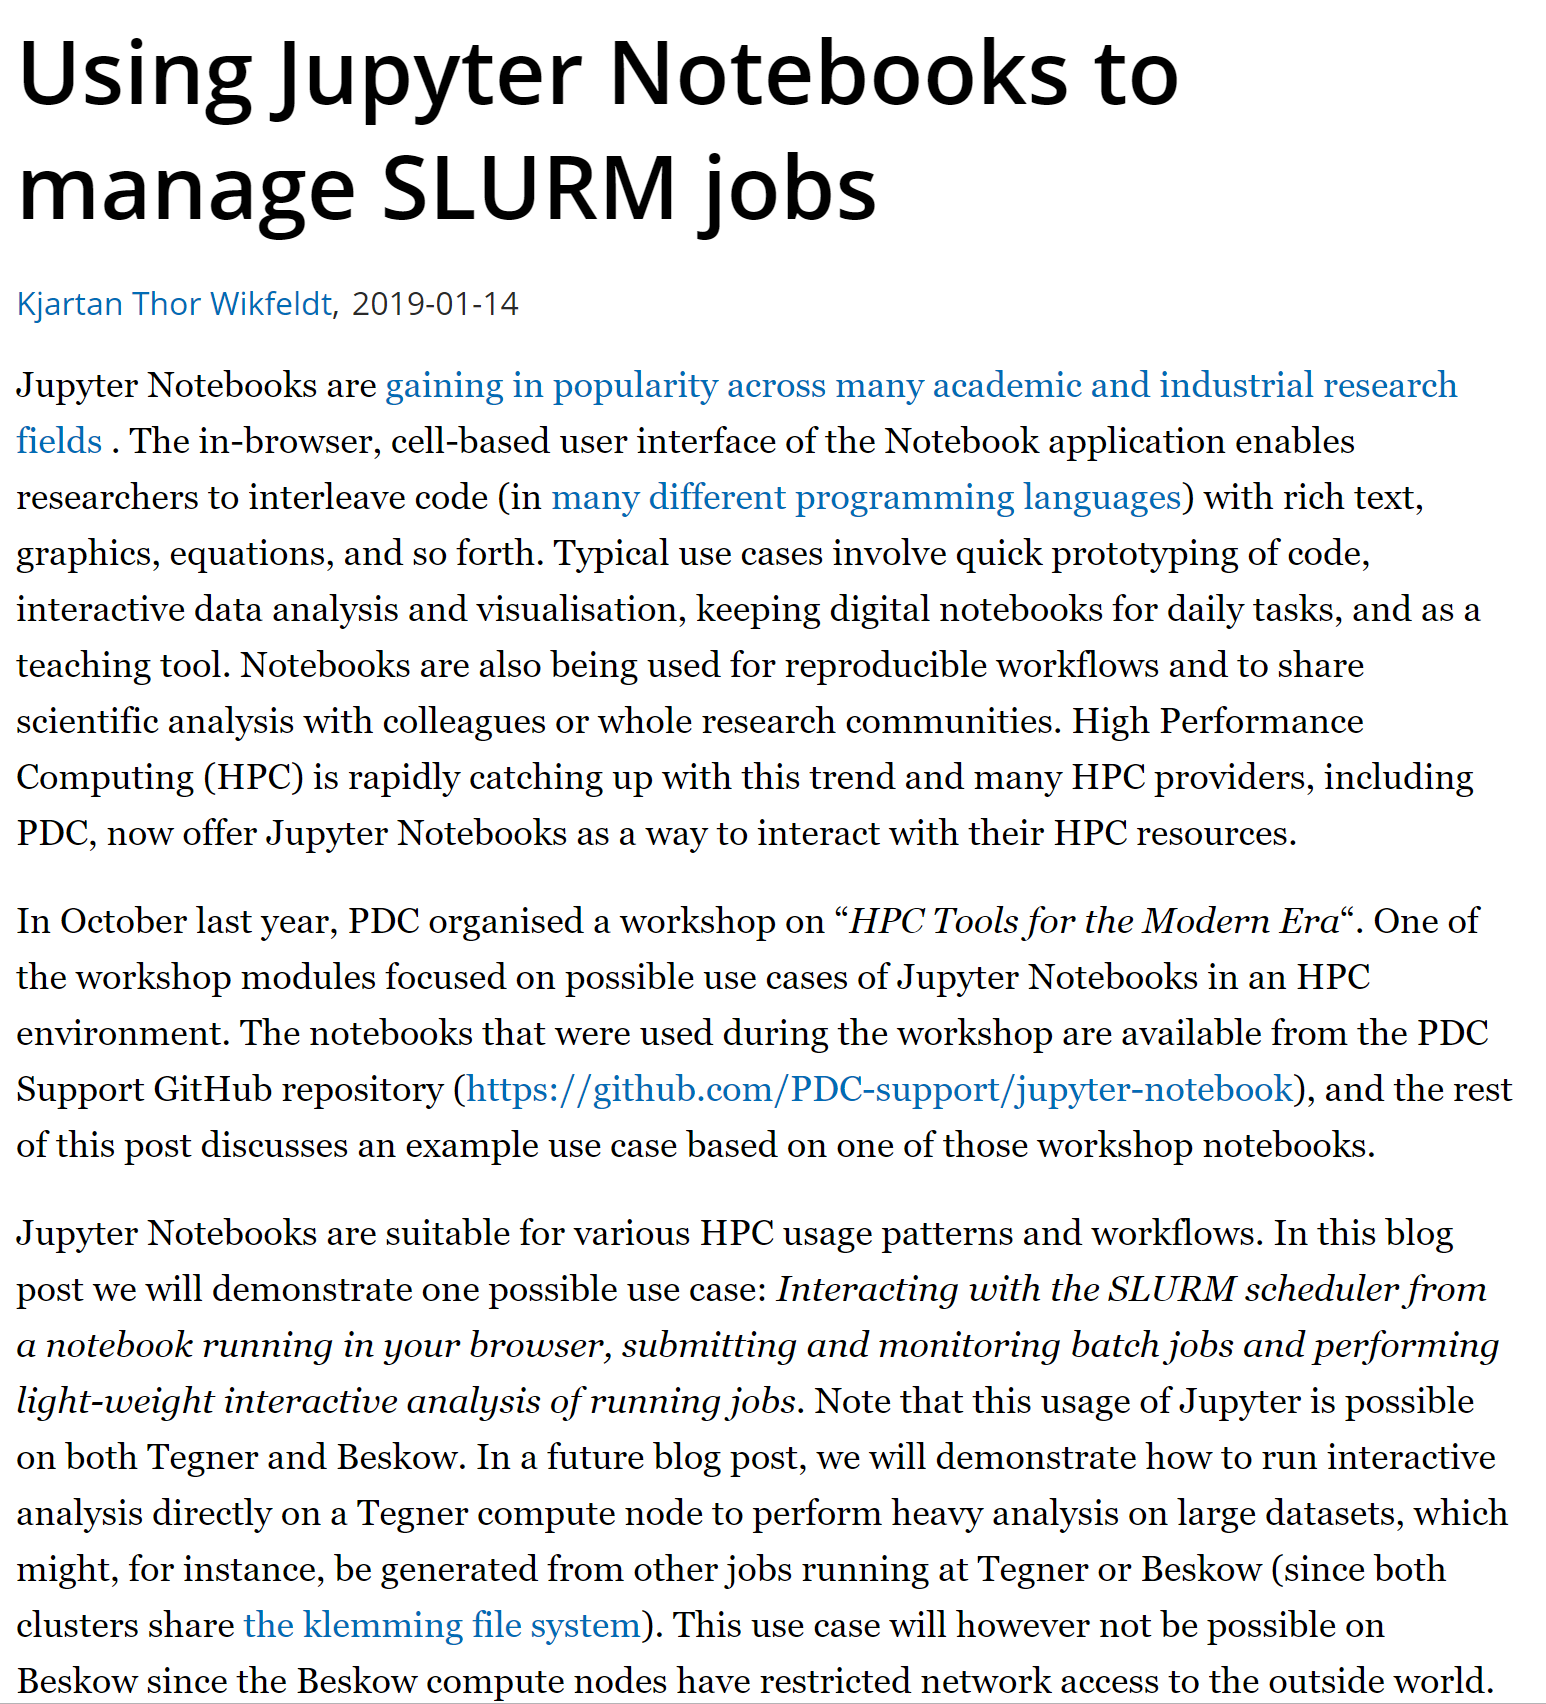 Using Jupyter Notebooks to
manage SLURM jobs
Kjartan Thor Wikfeldt, 2019-01-14
Jupyter Notebooks are gaining in popularity across many academic and industrial research
fields . The in-browser, cell-based user interface of the Notebook application enables
researchers to interleave code (in many different programming languages) with rich text,
graphics, equations, and so forth. Typical use cases involve quick prototyping of code,
interactive data analysis and visualisation, keeping digital notebooks for daily tasks, and as a
teaching tool. Notebooks are also being used for reproducible workflows and to share
scientific analysis with colleagues or whole research communities. High Performance
Computing (HPC) is rapidly catching up with this trend and many HPC providers, including
PDC, now offer Jupyter Notebooks as a way to interact with their HPC resources.
In October last year, PDC organised a workshop on “HPC Tools for the Modern Era“. One of
the workshop modules focused on possible use cases of Jupyter Notebooks in an HPC
environment. The notebooks that were used during the workshop are available from the PDC
Support GitHub repository (https://github.com/PDC-support/jupyter-notebook), and the rest
of this post discusses an example use case based on one of those workshop notebooks.
Jupyter Notebooks are suitable for various HPC usage patterns and workflows. In this blog
post we will demonstrate one possible use case: Interacting with the SLURM scheduler from
a notebook running in your browser, submitting and monitoring batch jobs and performing
light-weight interactive analysis of running jobs. Note that this usage of Jupyter is possible
on both Tegner and Beskow. In a future blog post, we will demonstrate how to run interactive
analysis directly on a Tegner compute node to perform heavy analysis on large datasets, which
might, for instance, be generated from other jobs running at Tegner or Beskow (since both
clusters share the klemming file system). This use case will however not be possible on
Beskow since the Beskow compute nodes have restricted network access to the outside world.